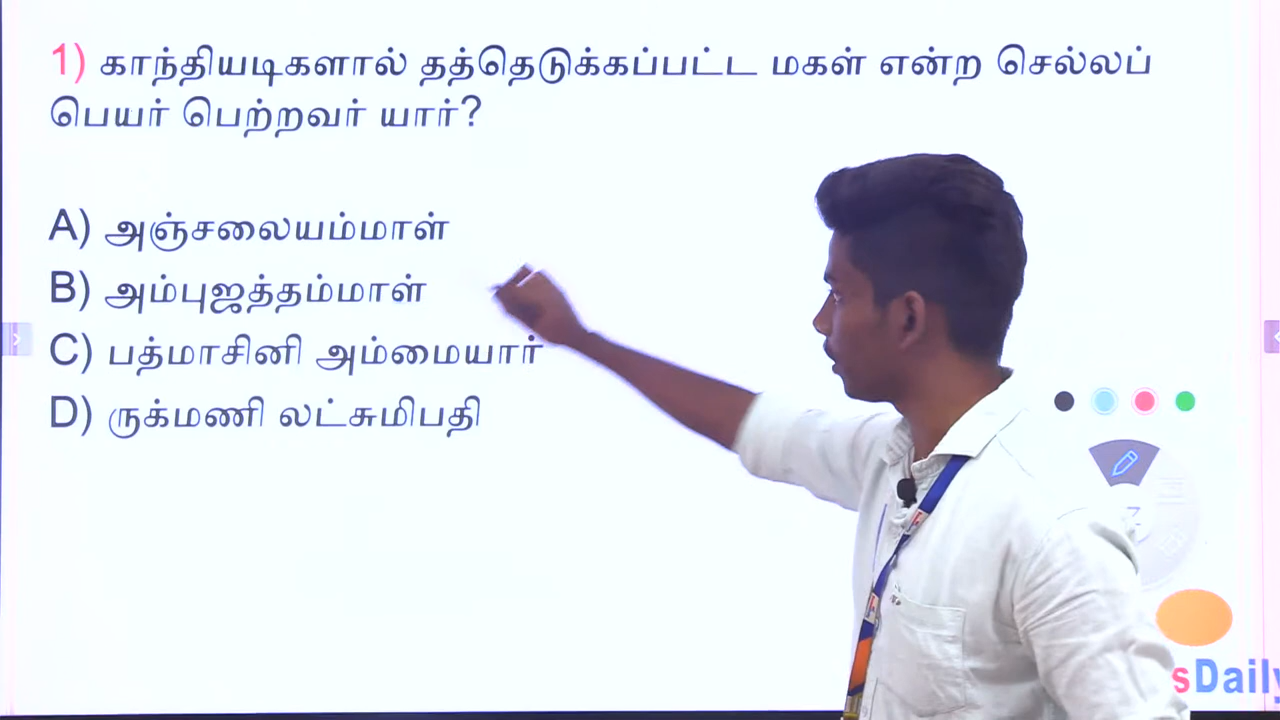 1) காந்தியடிகளால் தத்தெடுக்கப்பட்ட மகள் என்ற செல்லப்
பெயர் பெற்றவர் யார்?
A) அஞ்சலையம்மாள்
B) அம்புஜத்தம்மாள்
C) பத்மாசினி அம்மையார்
D) ருக்மணி லட்சுமிபதி
sDaily